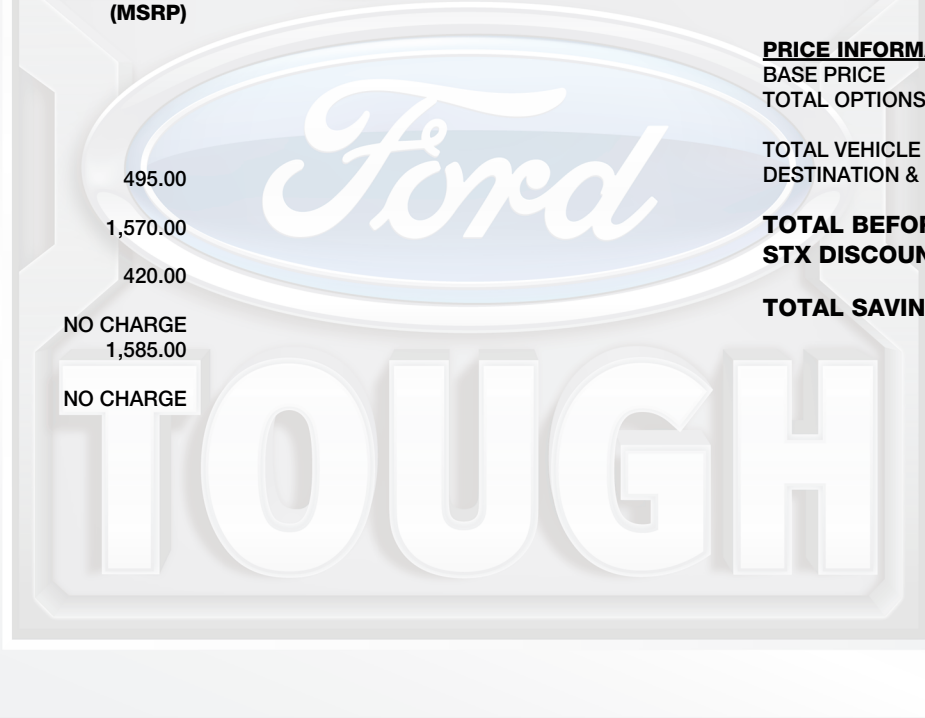 (MSRP)
495.00
1,570.00
420.00
NO CHARGE
1,585.00
NO CHARGE
PRICE INFORMA
BASE PRICE
TOTAL OPTIONS
TOTAL VEHICLE
DESTINATION &
TOTAL BEFOR
STX DISCOUN
TOTAL SAVIN
Ford
TOUGH